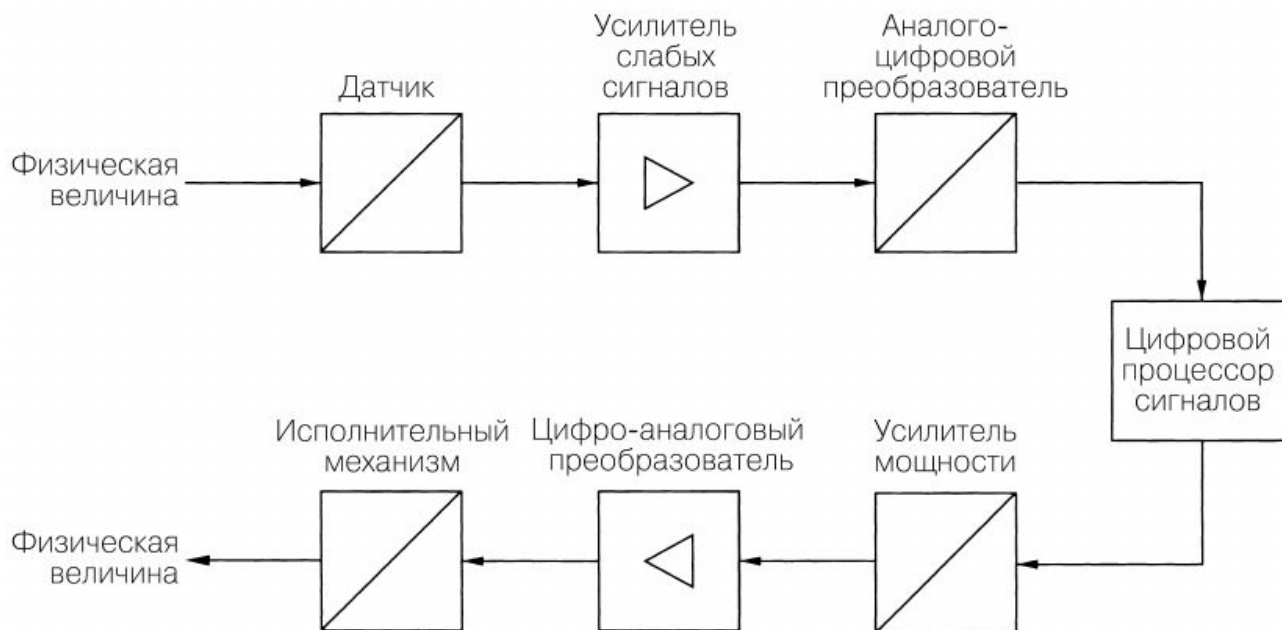 Физическая
величина
Датчик
Усилитель
слабых
сигналов
Аналого-
цифровой
преобразователь
Цифровой
процессор
сигналов
Усилитель
мощности
Цифро-аналоговый
преобразователь
Исполнительный
механизм
Физическая
величина